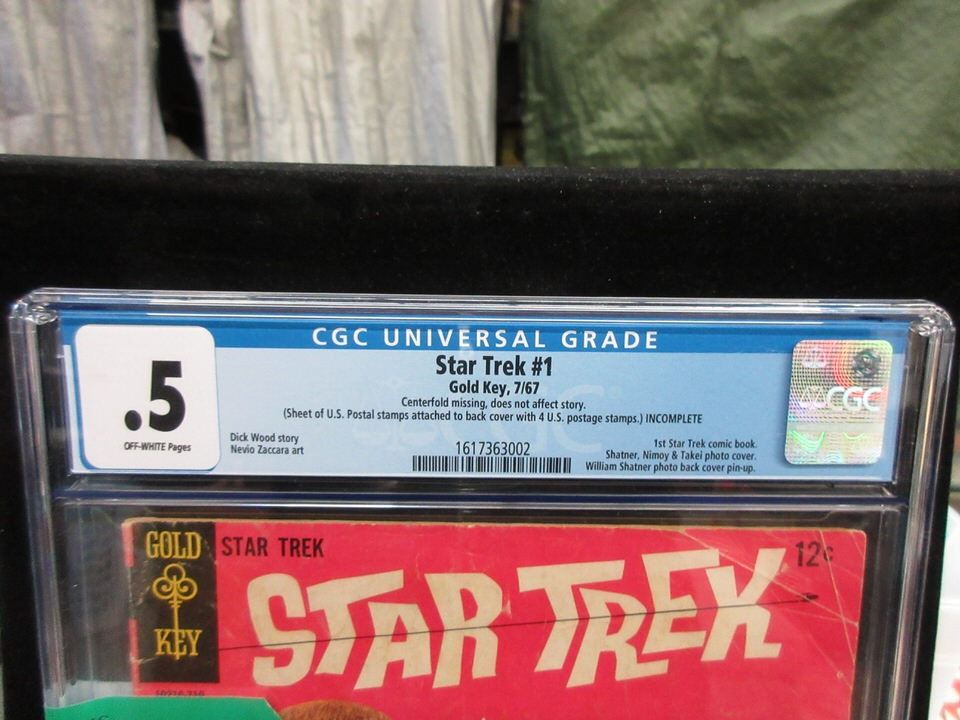 CGC UNIVERSAL GRADE
.5
OFF-WHITE Pages
Star Trek #1
Gold Key, 7/67
Centerfold missing, does not affect story.
(Sheet of U.S. Postal stamps attached to back cover with 4 U.S. postage stamps.) INCOMPLETE
Dick Wood story
Nevio Zaccara art
1617363002
1st Star Trek comic book.
Shatner, Nimoy & Takei photo cover.
William Shatner photo back cover pin-up.
CGC
GOLD
KEY
STAR TREK
12¢
STAR TREK